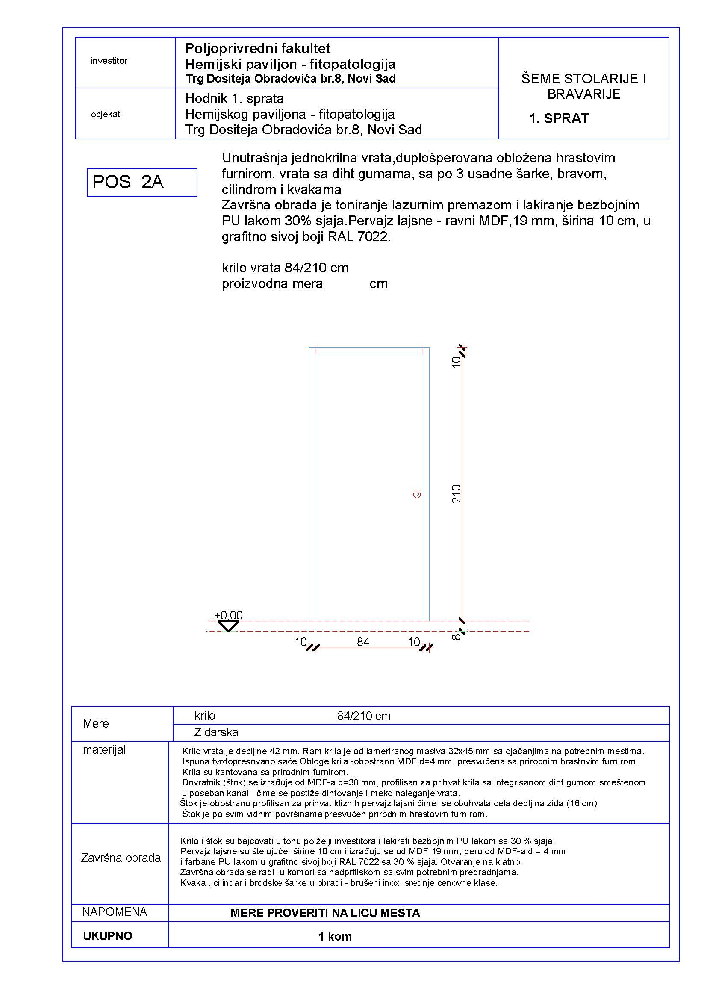 investitor
Poljoprivredni fakultet
Hemijski paviljon - fitopatologija
Trg Dositeja Obradovića br.8, Novi Sad
objekat
Hodnik 1. sprata
Hemijskog paviljona - fitopatologija
Trg Dositeja Obradovića br.8, Novi Sad
ŠEME STOLARIJE I
BRAVARIJE
1. SPRAT
POS 2A
Unutrašnja jednokrilna vrata,duplošperovana obložena hrastovim
furnirom, vrata sa diht gumama, sa po 3 usadne šarke, bravom,
cilindrom i kvakama
Završna obrada je toniranje lazurnim premazom i lakiranje bezbojnim
PU lakom 30% sjaja.Pervajz lajsne - ravni MDF,19 mm, širina 10 cm, u
grafitno sivoj boji RAL 7022.
krilo vrata 84/210 cm
proizvodna mera cm
10
210
±0,00
8
10 84 10
Mere
krilo 84/210 cm
Zidarska
materijal
Krilo vrata je debljine 42 mm. Ram krila je od lameriranog masiva 32x45 mm,sa ojačanjima na potrebnim mestima.
Ispuna tvrdopresovano saće.Obloge krila -obostrano MDF d=4 mm, presvučena sa prirodnim hrastovim furnirom.
Krila su kantovana sa prirodnim furnirom.
Dovratnik (štok) se izrađuje od MDF-a d=38 mm, profilisan za prihvat krila sa integrisanom diht gumom smeštenom
u poseban kanal čime se postiže dihtovanje i meko naleganje vrata.
Štok je obostrano profilisan za prihvat kliznih pervajz lajsni čime se obuhvata cela debljina zida (16 cm)
Štok je po svim vidnim površinama presvučen prirodnim hrastovim furnirom.
Završna obrada
Krilo i štok su bajcovati u tonu po želji investitora i lakirati bezbojnim PU lakom sa 30 % sjaja.
Pervajz lajsne su štelujuće širine 10 cm i izrađuju se od MDF 19 mm, pero od MDF-a d = 4 mm
i farbane PU lakom u grafitno sivoj boji RAL 7022 sa 30 % sjaja. Otvaranje na klatno.
Završna obrada se radi u komori sa nadpritiskom sa svim potrebnim predradnjama.
Kvaka , cilindar i brodske šarke u obradi - brušeni inox. srednje cenovne klase.
NAPOMENA
MERE PROVERITI NA LICU MESTA
UKUPNO
1 kom